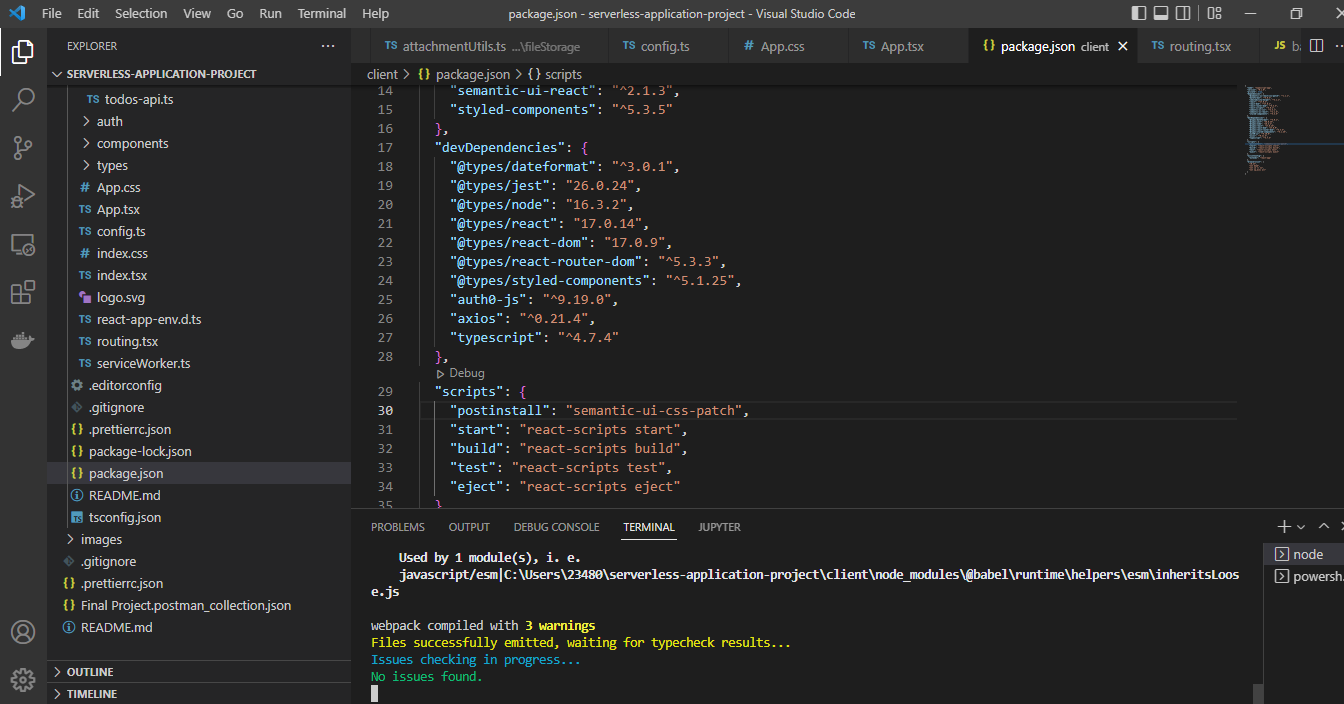 File Edit Selection View Go Run Terminal Help package.json - serverless-application-project - Visual Studio Code
EXPLORER
SERVERLESS-APPLICATION-PROJECT
TS todos-api.ts
auth
components
types
# App.css
TS App.tsx
TS config.ts
# index.css
TS index.tsx
logo.svg
TS react-app-env.d.ts
TS routing.tsx
TS serviceWorker.ts
.editorconfig
.gitignore
{} .prettierrc.json
{} package-lock.json
{} package.json
README.md
TS tsconfig.json
images
.gitignore
{} .prettierrc.json
{} Final Project.postman_collection.json
README.md
OUTLINE
TIMELINE
TS attachmentUtils.ts ...\fileStorage TS config.ts # App.css TS App.tsx {} package.json client TS routing.tsx JS
client > {} package.json > {} scripts
14 "semantic-ui-react": "^2.1.3",
15 "styled-components": "^5.3.5"
16 },
17 "devDependencies": {
18 "@types/dateformat": "^3.0.1",
19 "@types/jest": "26.0.24",
20 "@types/node": "16.3.2",
21 "@types/react": "17.0.14",
22 "@types/react-dom": "17.0.9",
23 "@types/react-router-dom": "^5.3.3",
24 "@types/styled-components": "^5.1.25",
25 "auth0-js": "^9.19.0",
26 "axios": "^0.21.4",
27 "typescript": "^4.7.4"
28 },
Debug
29 "scripts": {
30 "postinstall": "semantic-ui-css-patch",
31 "start": "react-scripts start",
32 "build": "react-scripts build",
33 "test": "react-scripts test",
34 "eject": "react-scripts eject"
35 }
PROBLEMS OUTPUT DEBUG CONSOLE TERMINAL JUPYTER
Used by 1 module(s), i. e.
javascript/esm|C:\Users\23480\serverless-application-project\client\node_modules\@babel\runtime\helpers\esm\inheritsLoos
e.js
webpack compiled with 3 warnings
Files successfully emitted, waiting for typecheck results...
Issues checking in progress...
No issues found.
node
powersh